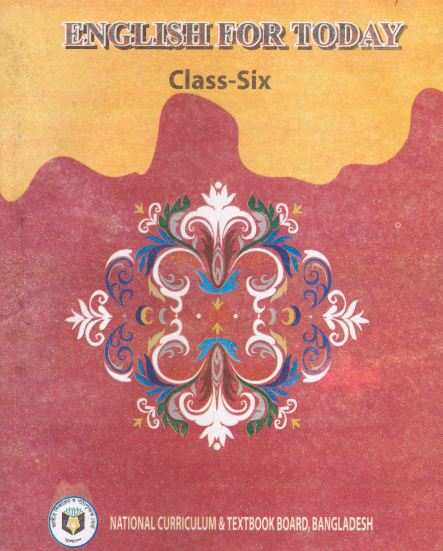 ENGLISH FOR TODAY
Class-Six
NATIONAL CURRICULUM & TEXTBOOK BOARD, BANGLADESH